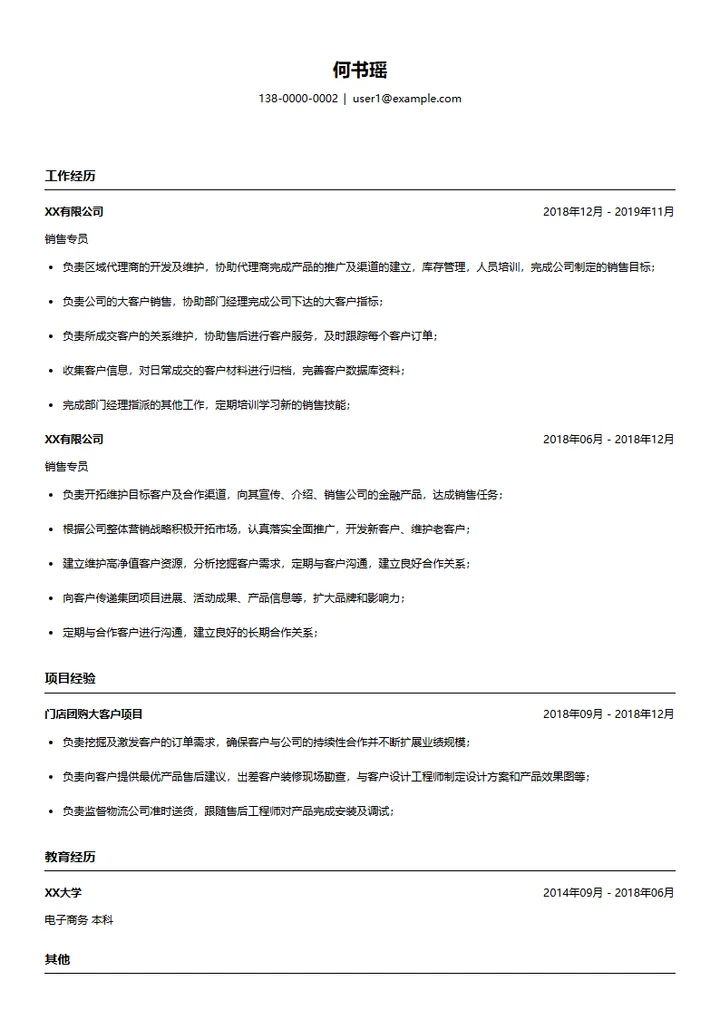 何书瑶
138-0000-0002 | user1@example.com
工作经历
XX有限公司 2018年12月 - 2019年11月
销售专员
• 负责区域代理商的开发及维护，协助代理商完成产品的推广及渠道的建立，库存管理，人员培训，完成公司制定的销售目标；
• 负责公司的大客户销售，协助部门经理完成公司下达的大客户指标；
• 负责所成交客户的关系维护，协助售后进行客户服务，及时跟踪每个客户订单；
• 收集客户信息，对日常成交的客户材料进行归档，完善客户数据库资料；
• 完成部门经理指派的其他工作，定期培训学习新的销售技能；
XX有限公司 2018年06月 - 2018年12月
销售专员
• 负责开拓维护目标客户及合作渠道，向其宣传、介绍、销售公司的金融产品，达成销售任务；
• 根据公司整体营销战略积极开拓市场，认真落实全面推广，开发新客户、维护老客户；
• 建立维护高净值客户资源，分析挖掘客户需求，定期与客户沟通，建立良好合作关系；
• 向客户传递集团项目进展、活动成果、产品信息等，扩大品牌和影响力；
• 定期与合作客户进行沟通，建立良好的长期合作关系；
项目经验
门店团购大客户项目 2018年09月 - 2018年12月
• 负责挖掘及激发客户的订单需求，确保客户与公司的持续性合作并不断扩展业绩规模；
• 负责向客户提供最优产品售后建议，出差客户装修现场勘查，与客户设计工程师制定设计方案和产品效果图等；
• 负责监督物流公司准时送货，跟随售后工程师对产品完成安装及调试；
教育经历
XX大学 2014年09月 - 2018年06月
电子商务 本科
其他